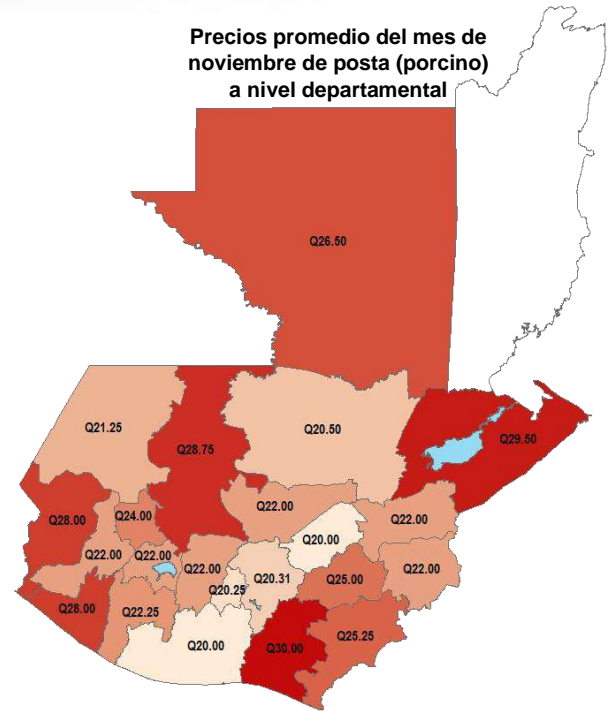 Precios promedio del mes de
noviembre de posta (porcino)
a nivel departamental
Q26.50
Q21.25
Q28.75
Q20.50
Q29.50
Q28.00
Q24.00
Q22.00
Q22.00
Q22.00
Q22.00
Q20.00
Q22.00
Q20.31
Q25.00
Q22.00
Q20.25
Q28.00
Q22.25
Q20.00
Q30.00
Q25.25